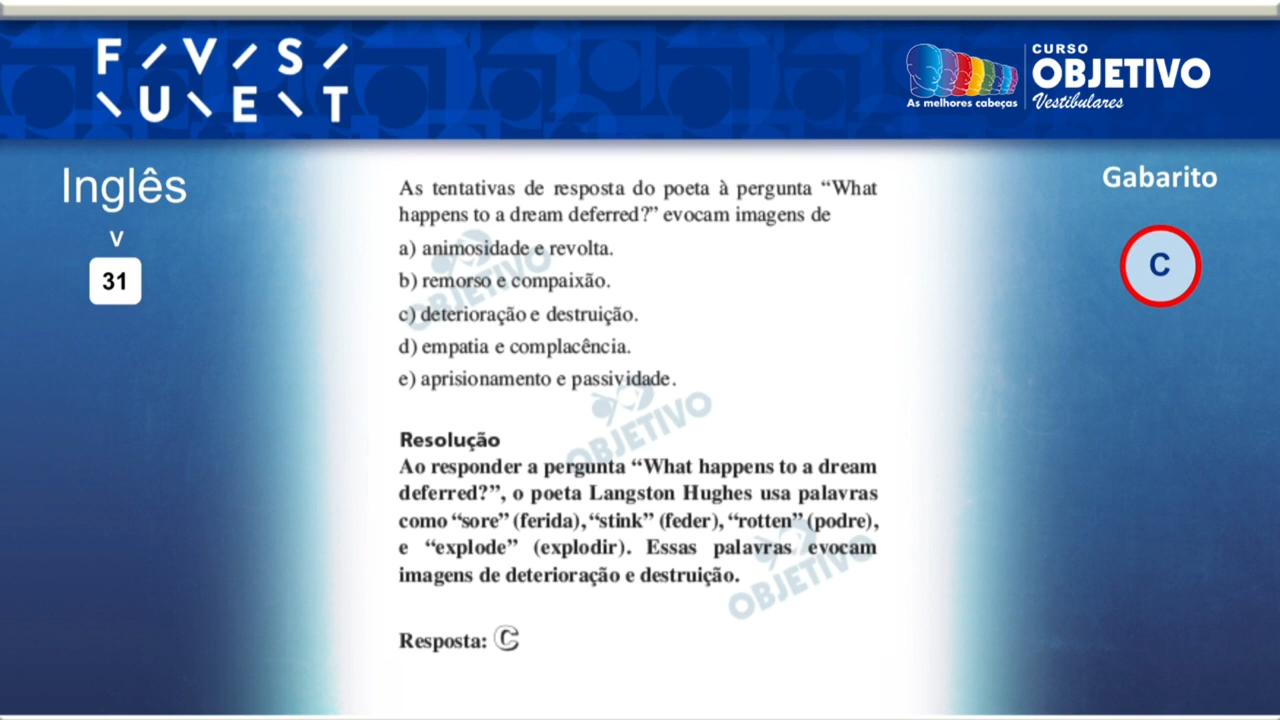 F/V/S/
\U\E\T
CURSO
OBJETIVO
Vestibulares
As melhores cabeças
Inglês
V
31
Gabarito
C
As tentativas de resposta do poeta à pergunta “What
happens to a dream deferred?” evocam imagens de
a) animosidade e revolta.
b) remorso e compaixão.
c) deterioração e destruição.
d) empatia e complacência.
e) aprisionamento e passividade.
OBJETIVO
OBJETIVO
Resolução
Ao responder a pergunta “What happens to a dream
deferred?”, o poeta Langston Hughes usa palavras
como “sore” (ferida), “stink” (feder), “rotten” (podre),
e “explode” (explodir). Essas palavras evocam
imagens de deterioração e destruição.
OBJETIVO
Resposta: C